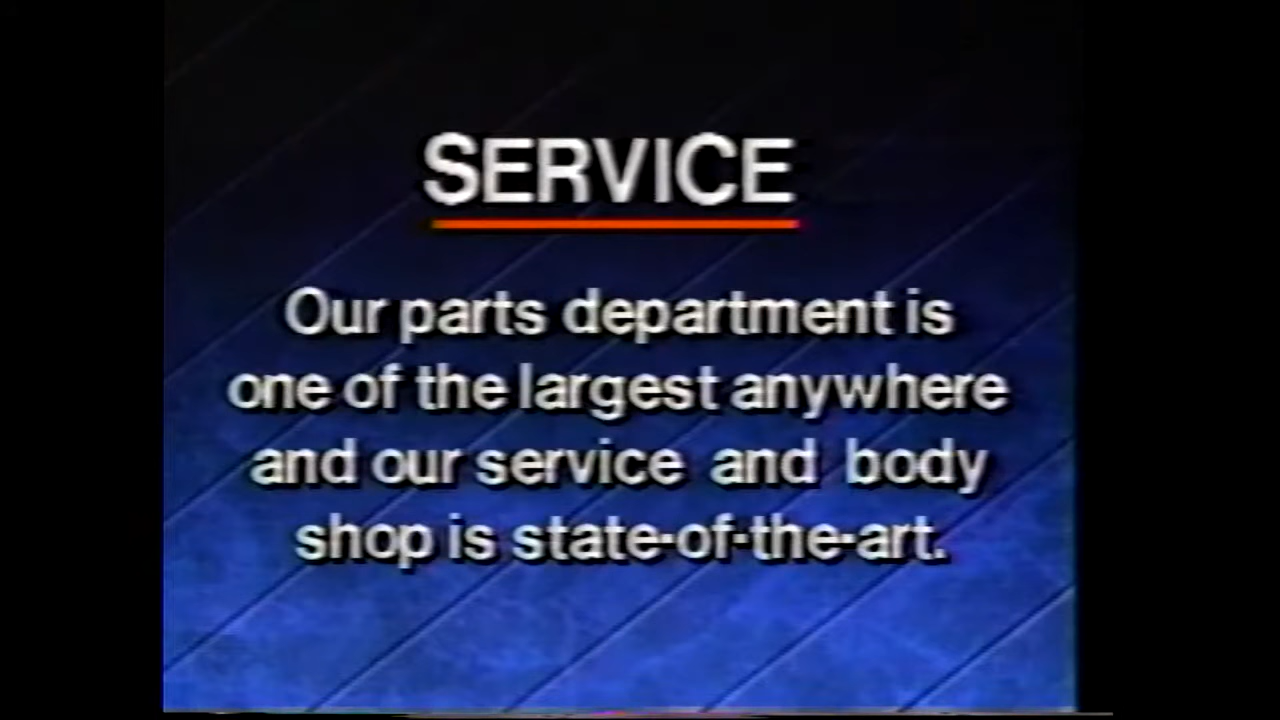 SERVICE
Our parts department is
one of the largest anywhere
and our service and body
shop is state-of-the-art.